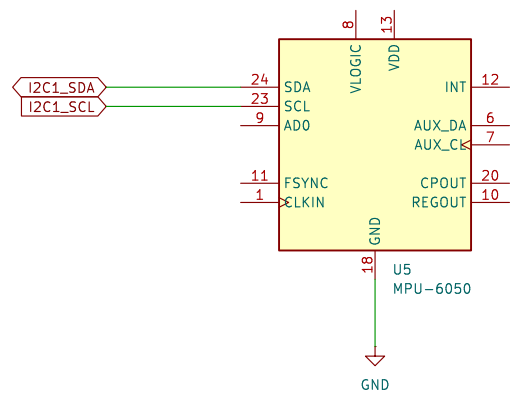 8
13
VLOGIC
VDD
I2C1_SDA
24
SDA
INT
12
I2C1_SCL
23
SCL
9
AD0
AUX_DA
6
AUX_CL
7
11
FSYNC
CPOUT
20
1
CLKIN
REGOUT
10
GND
18
U5
MPU-6050
GND